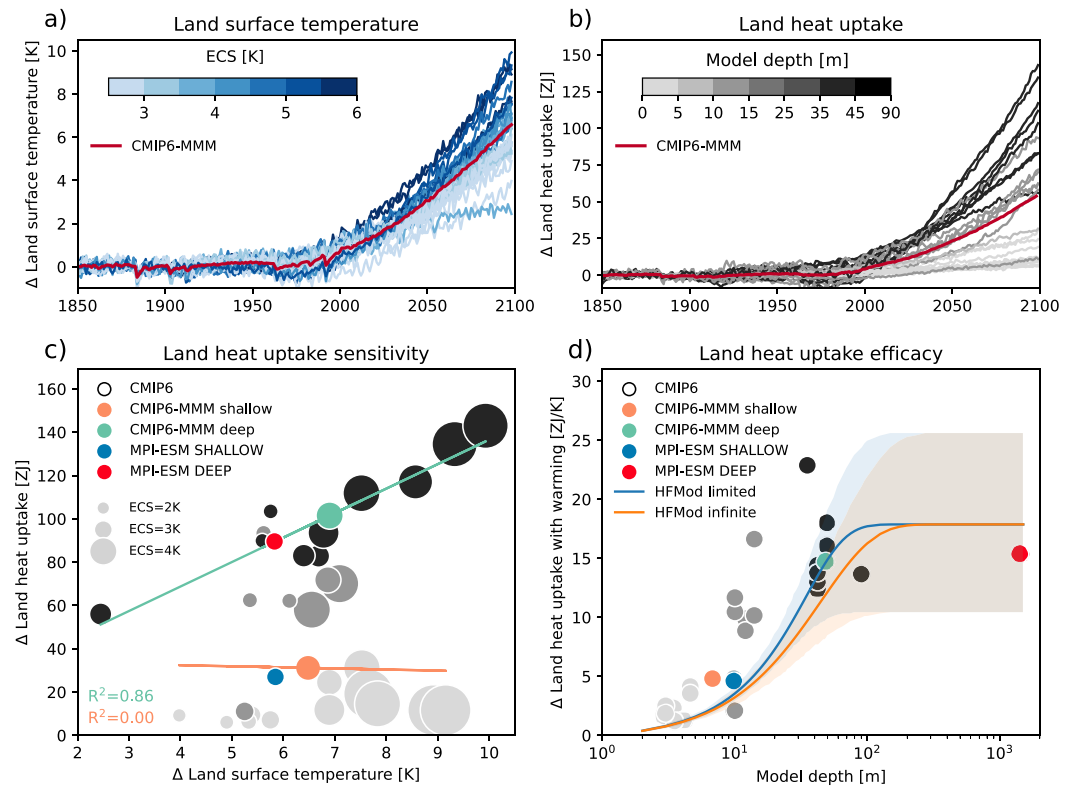 a)
Land surface temperature
Δ Land surface temperature [K]
10
8
6
4
2
0
ECS [K]
3 4 5 6
CMIP6-MMM
1850 1900 1950 2000 2050 2100
b)
Land heat uptake
Δ Land heat uptake [ZJ]
150
125
100
75
50
25
0
Model depth [m]
0 5 10 15 25 35 45 90
CMIP6-MMM
1850 1900 1950 2000 2050 2100
c)
Land heat uptake sensitivity
Δ Land heat uptake [ZJ]
160
140
120
100
80
60
40
20
0
CMIP6
CMIP6-MMM shallow
CMIP6-MMM deep
MPI-ESM SHALLOW
MPI-ESM DEEP
ECS=2K
ECS=3K
ECS=4K
R²=0.86
R²=0.00
2 3 4 5 6 7 8 9 10
Δ Land surface temperature [K]
d)
Land heat uptake efficacy
Δ Land heat uptake with warming [ZJ/K]
30
25
20
15
10
5
0
CMIP6
CMIP6-MMM shallow
CMIP6-MMM deep
MPI-ESM SHALLOW
MPI-ESM DEEP
HFMod limited
HFMod infinite
10⁰ 10¹ 10² 10³
Model depth [m]